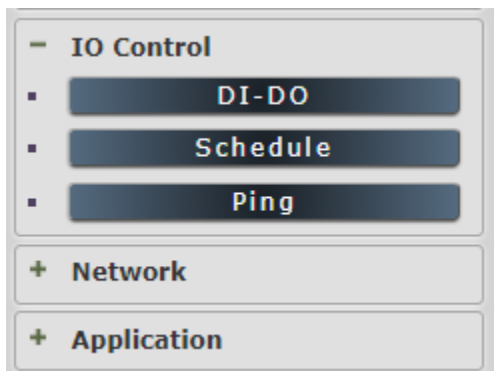 IO Control
DI-DO
Schedule
Ping
Network
Application